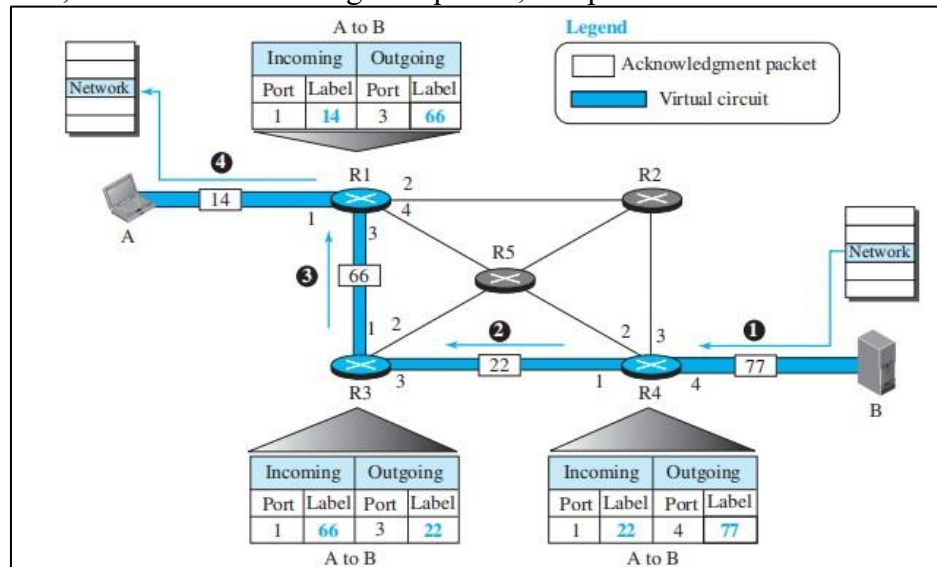 A to B
Legend
Acknowledgment packet
Virtual circuit
Incoming Outgoing
Port Label Port Label
1 14 3 66
Network
4
R1
R2
14
A
1
2
4
3
R5
Network
3
66
1
2
2
2
3
1
22
77
R3
3
1
R4
4
B
Incoming Outgoing
Port Label Port Label
1 66 3 22
A to B
Incoming Outgoing
Port Label Port Label
1 22 4 77
A to B